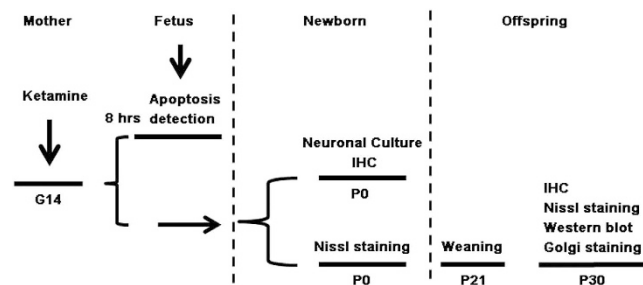 Mother Fetus Newborn Offspring
Ketamine
8 hrs
Apoptosis
detection
G14
Neuronal Culture
IHC
P0
Nissl staining
P0
Weaning
P21
IHC
Nissl staining
Western blot
Golgi staining
P30